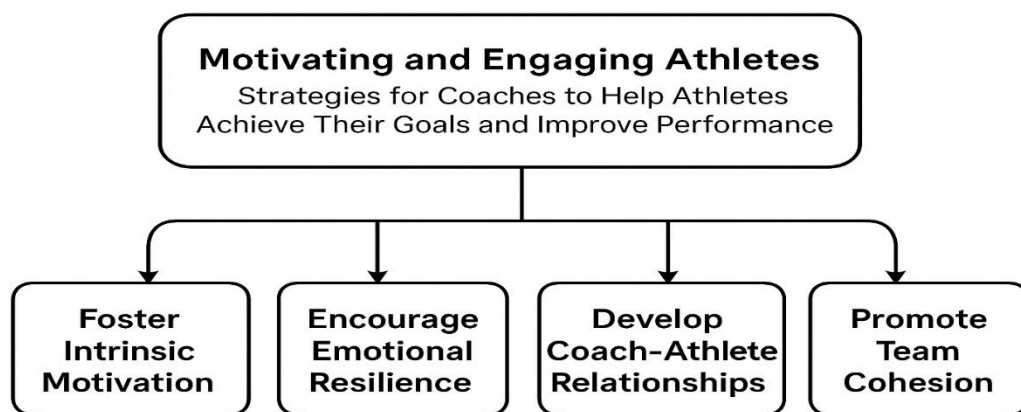 Motivating and Engaging Athletes
Strategies for Coaches to Help Athletes
Achieve Their Goals and Improve Performance
Foster
Intrinsic
Motivation
Encourage
Emotional
Resilience
Develop
Coach-Athlete
Relationships
Promote
Team
Cohesion